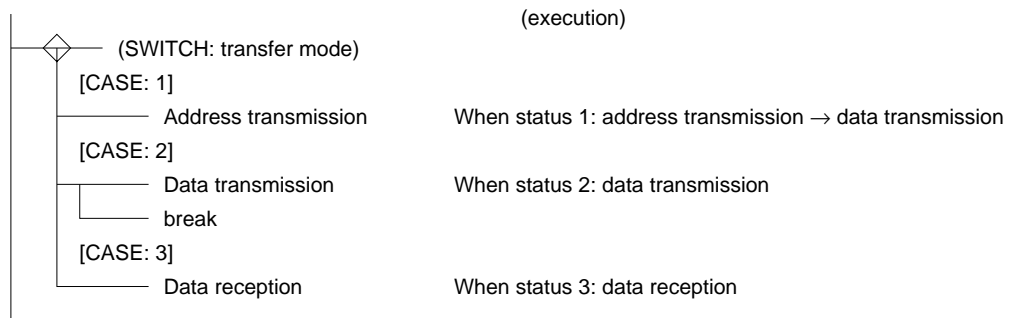 (execution)
(SWITCH: transfer mode)
[CASE: 1]
Address transmission When status 1: address transmission → data transmission
[CASE: 2]
Data transmission When status 2: data transmission
break
[CASE: 3]
Data reception When status 3: data reception